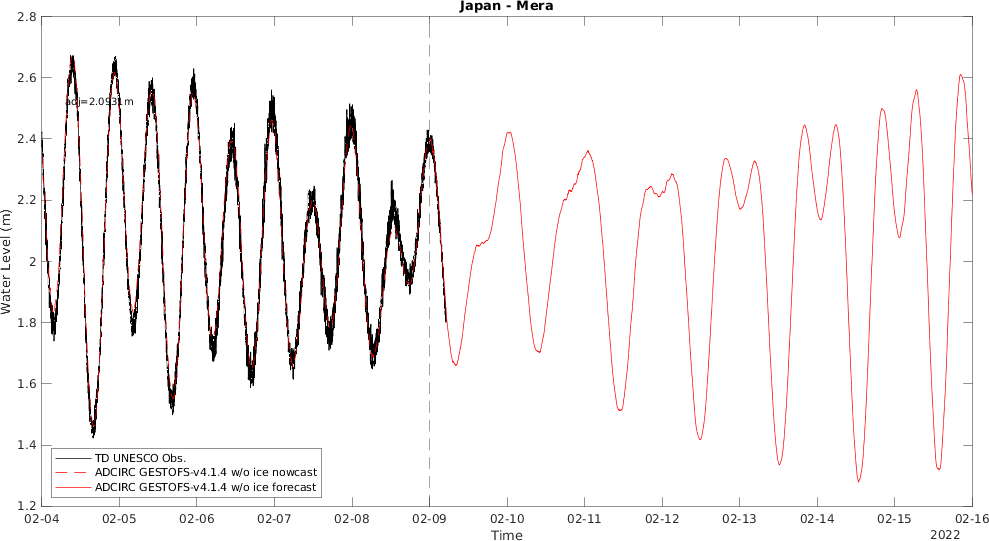 Japan - Mera
2.8
2.6
2.4
2.2
2
1.8
1.6
1.4
1.2
Water Level (m)
adj=2.0931m
TD UNESCO Obs.
ADCIRC GESTOFS-v4.1.4 w/o ice nowcast
ADCIRC GESTOFS-v4.1.4 w/o ice forecast
02-04 02-05 02-06 02-07 02-08 02-09 02-10 02-11 02-12 02-13 02-14 02-15 02-16
Time
2022